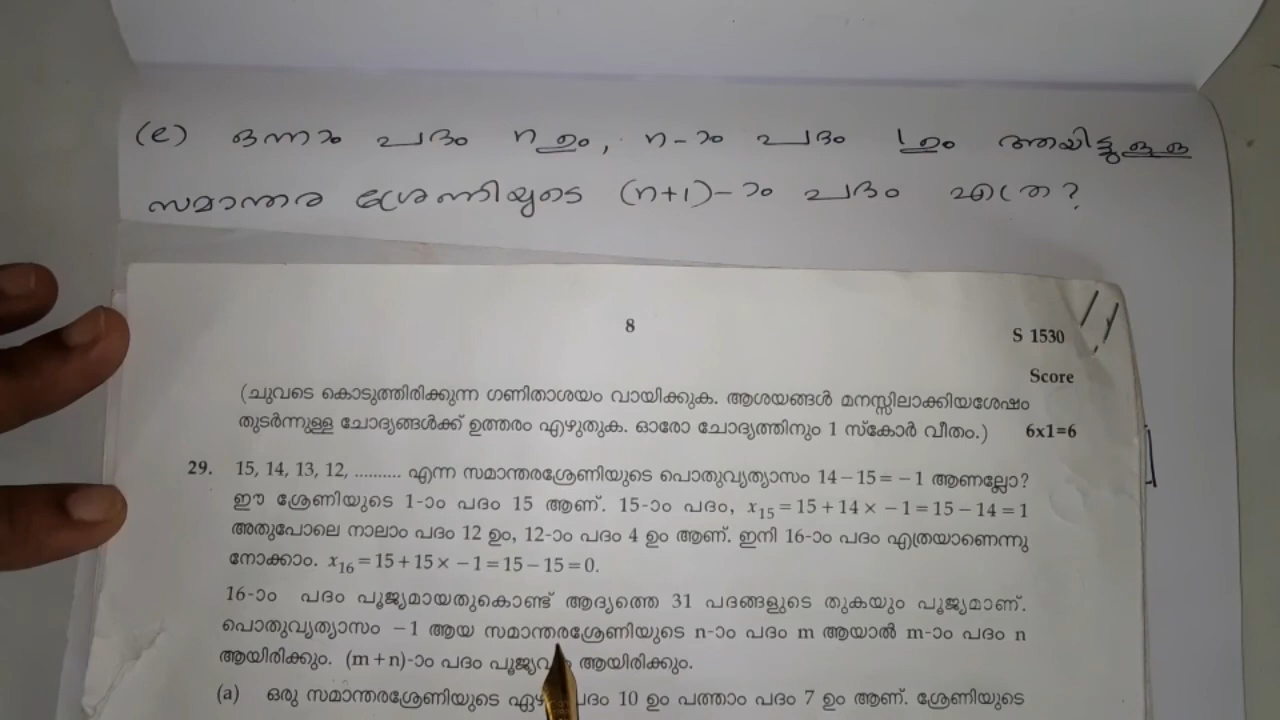 (e) ഒന്നാം പദം n ഉം, n-ാം പദം 1 ഉം ആയിട്ടുള്ള
സമാന്തര ശ്രേണിയുടെ (n+1)-ാം പദം എത്ര?
8
S 1530
Score
(ചുവടെ കൊടുത്തിരിക്കുന്ന ഗണിതാശയം വായിക്കുക. ആശയങ്ങൾ മനസ്സിലാക്കിയശേഷം
തുടർന്നുള്ള ചോദ്യങ്ങൾക്ക് ഉത്തരം എഴുതുക. ഓരോ ചോദ്യത്തിനും 1 സ്കോർ വീതം.) 6x1=6
29. 15, 14, 13, 12, .......... എന്ന സമാന്തരശ്രേണിയുടെ പൊതുവ്യത്യാസം 14 – 15 = – 1 ആണല്ലോ?
ഈ ശ്രേണിയുടെ 1-ാം പദം 15 ആണ്. 15-ാം പദം, x₁₅ = 15 + 14 × – 1 = 15 – 14 = 1
അതുപോലെ നാലാം പദം 12 ഉം, 12-ാം പദം 4 ഉം ആണ്. ഇനി 16-ാം പദം എത്രയാണെന്നു
നോക്കാം. x₁₆ = 15 + 15 × – 1 = 15 – 15 = 0.
16-ാം പദം പൂജ്യമായതുകൊണ്ട് ആദ്യത്തെ 31 പദങ്ങളുടെ തുകയും പൂജ്യമാണ്.
പൊതുവ്യത്യാസം – 1 ആയ സമാന്തരശ്രേണിയുടെ n-ാം പദം m ആയാൽ m-ാം പദം n
ആയിരിക്കും. (m + n)-ാം പദം ആയിരിക്കും.
(a) ഒരു സമാന്തരശ്രേണിയുടെ പദം 10 ഉം പത്താം പദം 7 ഉം ആണ്. ശ്രേണിയുടെ